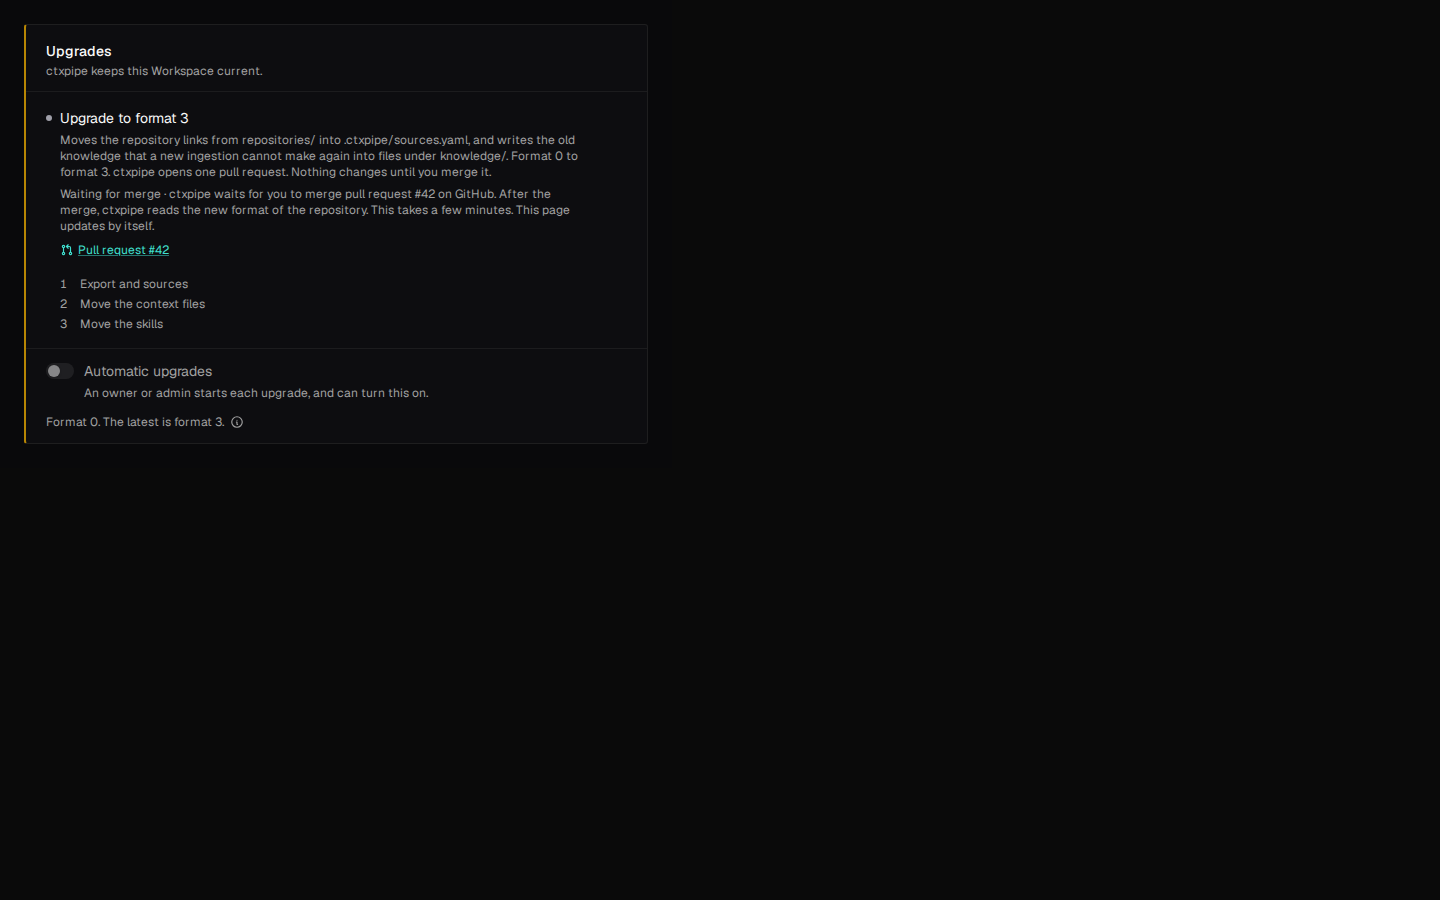 Upgrades
ctxpipe keeps this Workspace current.
Upgrade to format 3
Moves the repository links from repositories/ into .ctxpipe/sources.yaml, and writes the old
knowledge that a new ingestion cannot make again into files under knowledge/. Format 0 to
format 3. ctxpipe opens one pull request. Nothing changes until you merge it.
Waiting for merge · ctxpipe waits for you to merge pull request #42 on GitHub. After the
merge, ctxpipe reads the new format of the repository. This takes a few minutes. This page
updates by itself.
Pull request #42
1 Export and sources
2 Move the context files
3 Move the skills
Automatic upgrades
An owner or admin starts each upgrade, and can turn this on.
Format 0. The latest is format 3.